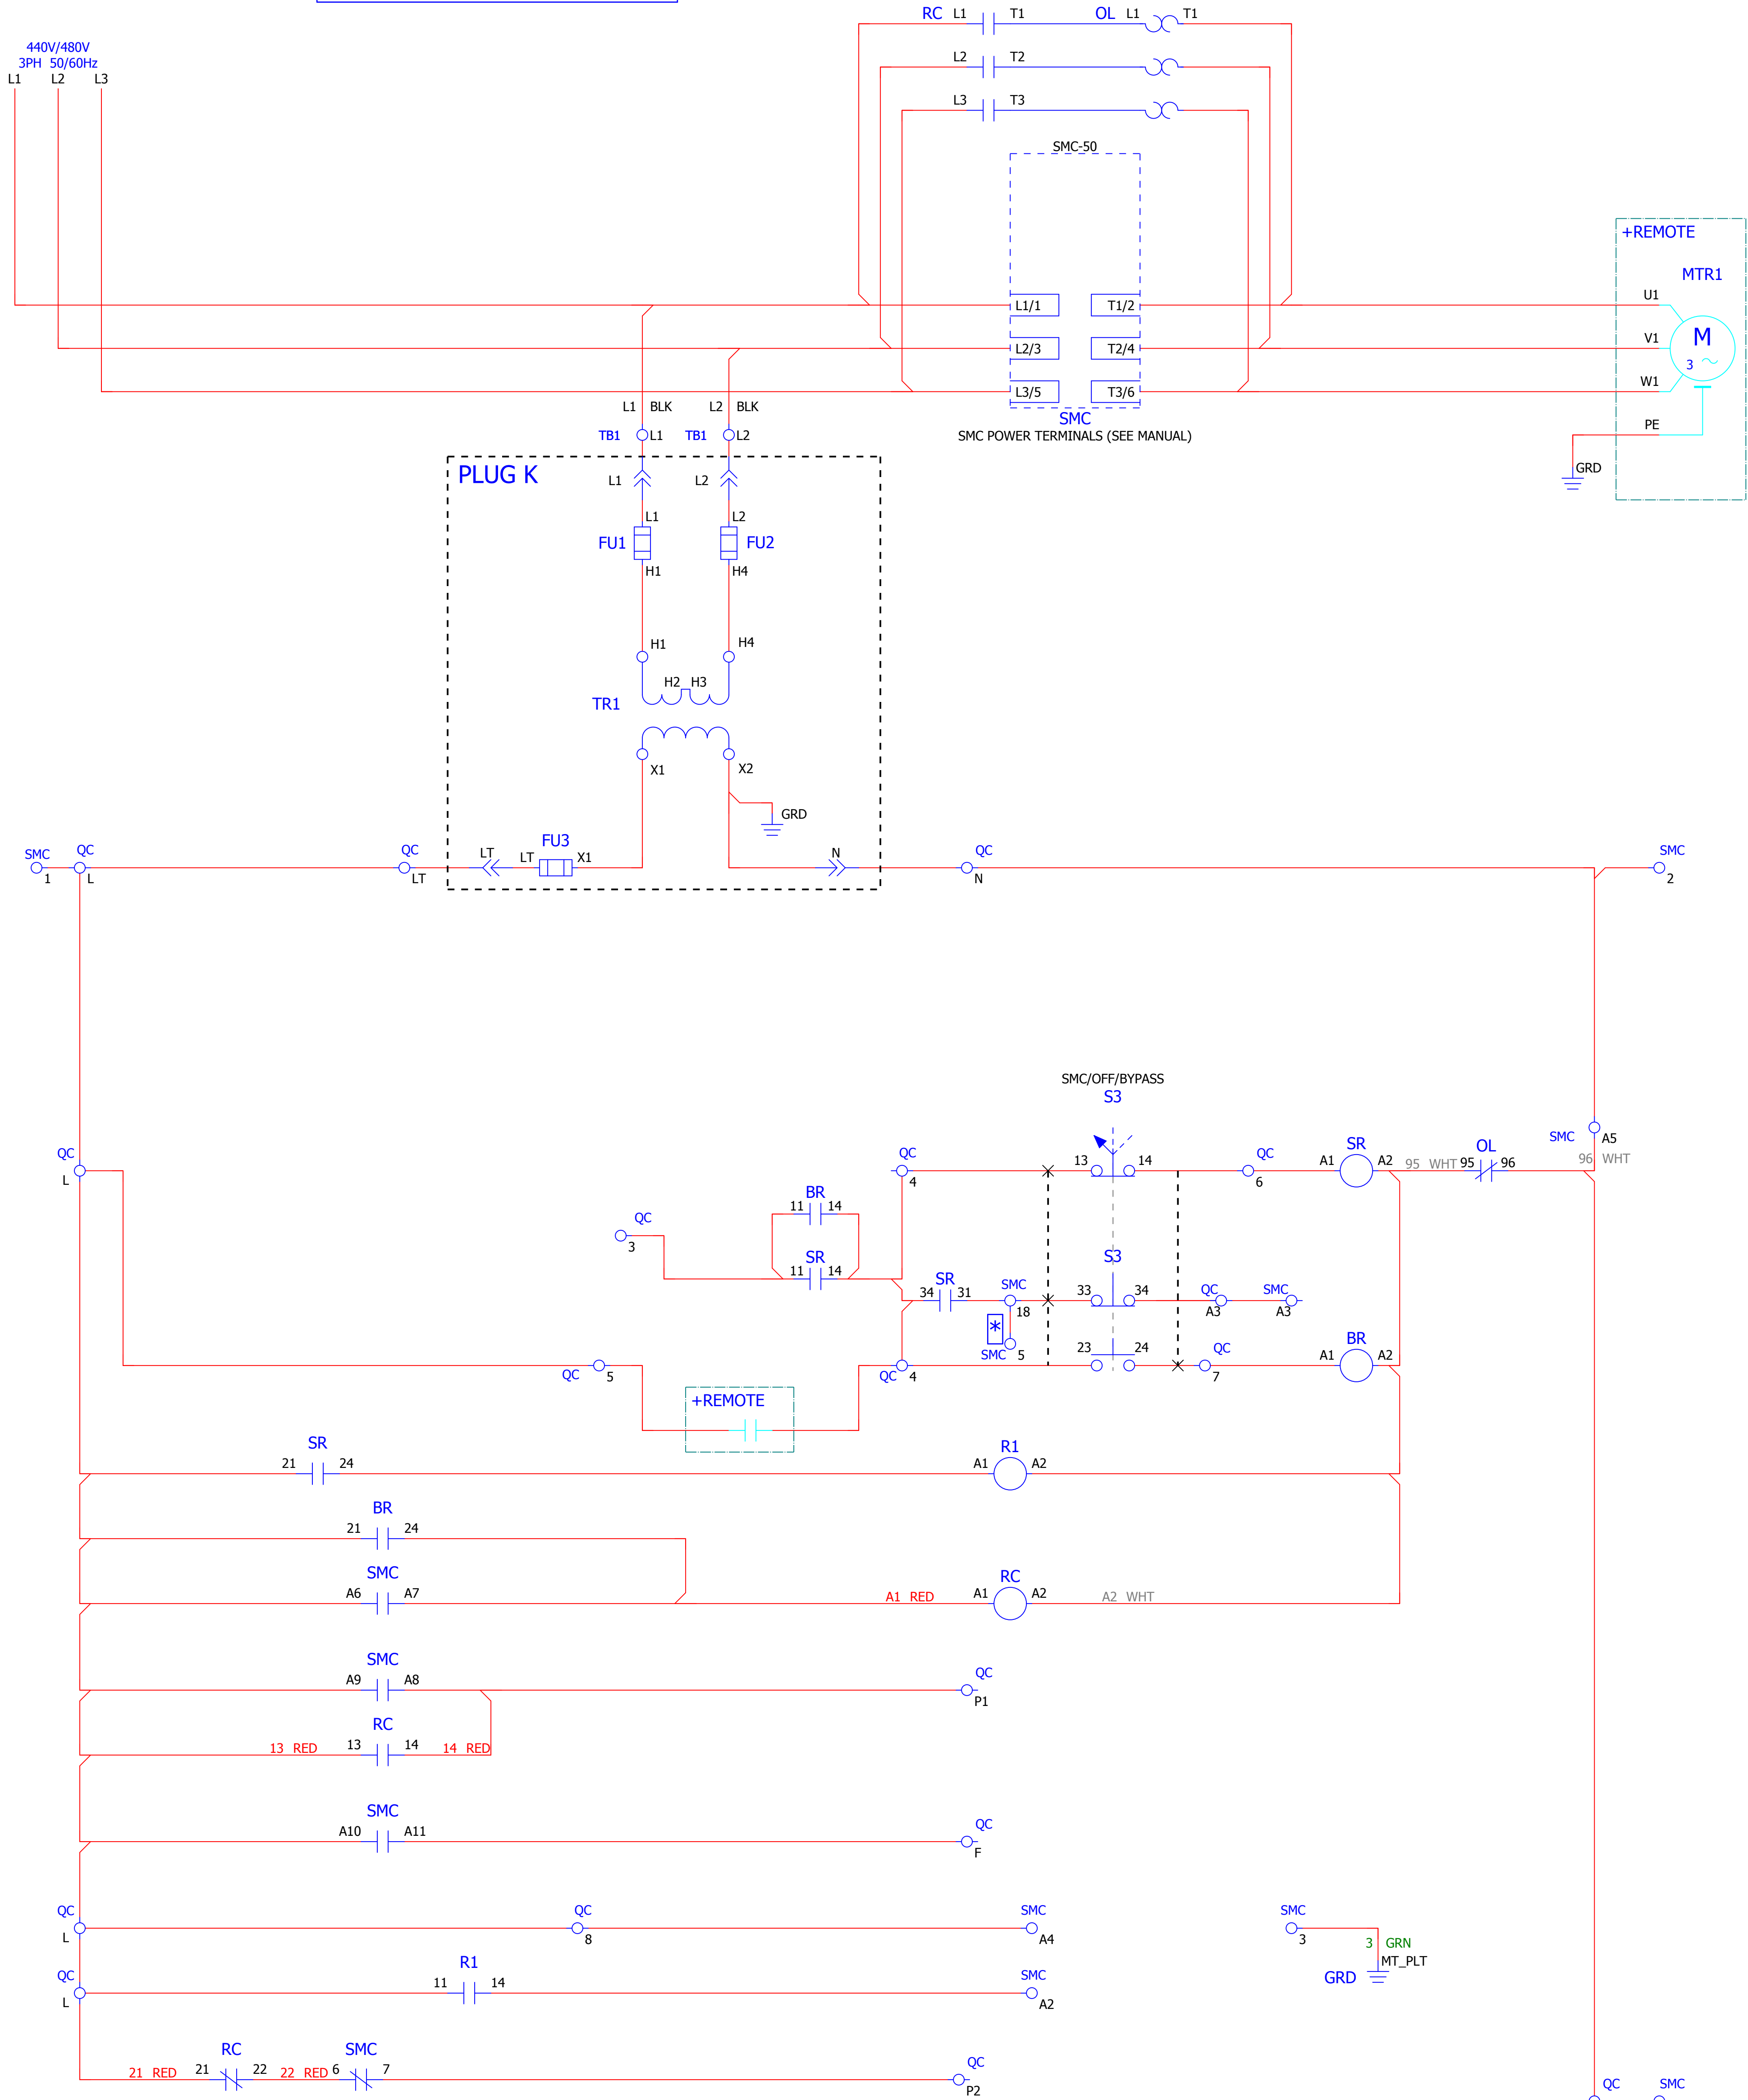 RC L1 T1 OL L1 T1
440V/480V
3PH 50/60Hz
L1 L2 L3
L2 T2
L3 T3
SMC-50
+REMOTE
MTR1
L1/1 T1/2 U1
L2/3 T2/4 V1
M
3
L3/5 T3/6 W1
L1 BLK L2 BLK
SMC
SMC POWER TERMINALS (SEE MANUAL)
PE
GRD
TB1 L1 TB1 L2
PLUG K
L1 L2
L1 L2
FU1 FU2
H1 H4
H1 H4
H2 H3
TR1
X1 X2
GRD
FU3
SMC QC QC LT LT X1 N QC SMC
1 L LT N 2
SMC/OFF/BYPASS
S3
SMC A5
96 WHT
QC QC 13 14 QC SR OL
L 4 6 A1 A2 95 WHT 95 96
BR
11 14
QC
3
SR
11 14
S3
SR
34 31 SMC 33 34 QC SMC
18 A3 A3
*
SMC 5
23 24 QC BR
A1 A2
QC 5 QC 4 7
+REMOTE
SR R1
21 24 A1 A2
BR
21 24
SMC RC
A6 A7 A1 RED A1 A2 A2 WHT
SMC
A9 A8 QC
P1
RC
13 RED 13 14 14 RED
SMC
A10 A11 QC
F
QC QC SMC SMC
L 8 A4 3
3 GRN
MT_PLT
GRD
QC R1 SMC
L 11 14 A2
RC SMC
21 RED 21 22 22 RED 6 7 QC
P2
QC SMC